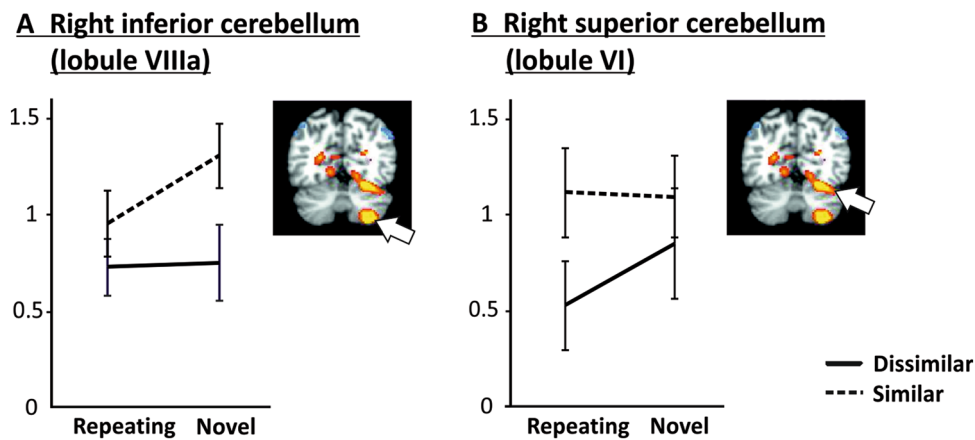 A Right inferior cerebellum
(lobule VIIIa)
1.5
1
0.5
0
Repeating Novel
B Right superior cerebellum
(lobule VI)
1.5
1
0.5
0
Repeating Novel
Dissimilar
Similar